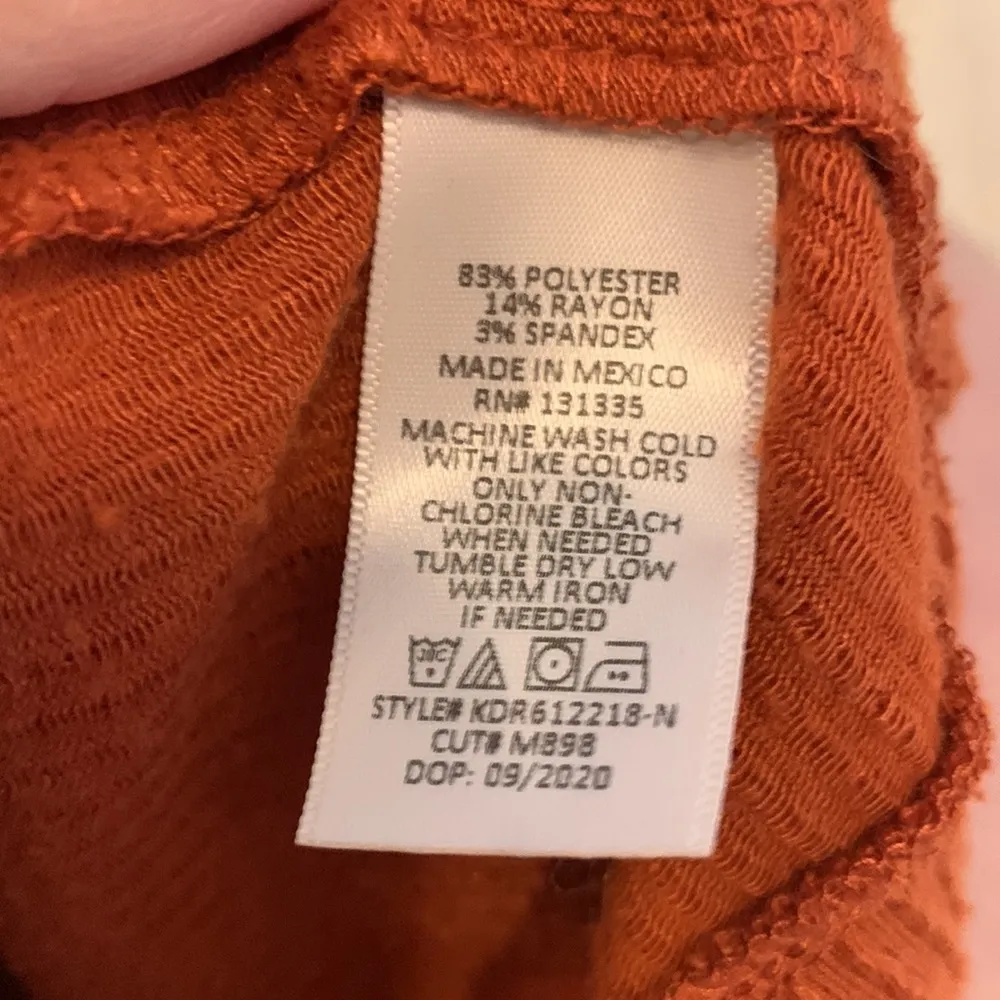 83% POLYESTER
14% RAYON
3% SPANDEX
MADE IN MEXICO
RN# 131335
MACHINE WASH COLD
WITH LIKE COLORS
ONLY NON-
CHLORINE BLEACH
WHEN NEEDED
TUMBLE DRY LOW
WARM IRON
IF NEEDED
30C
STYLE# KDR612218-N
CUT# M898
DOP: 09/2020